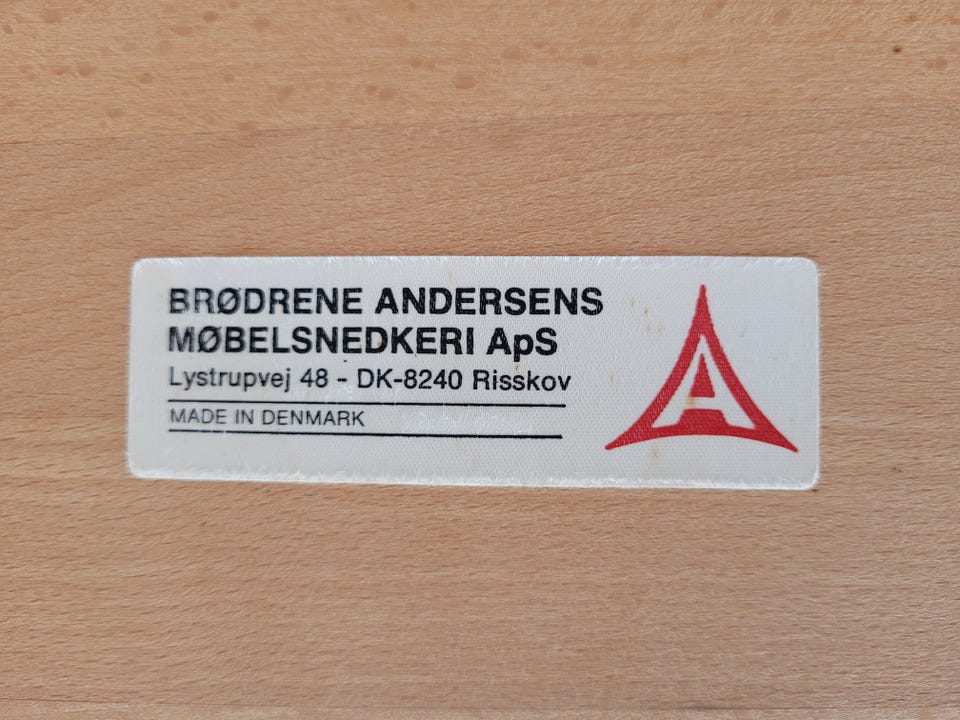 BRØDRENE ANDERSENS
MØBELSNEDKERI ApS
Lystrupvej 48 - DK-8240 Risskov
MADE IN DENMARK
A